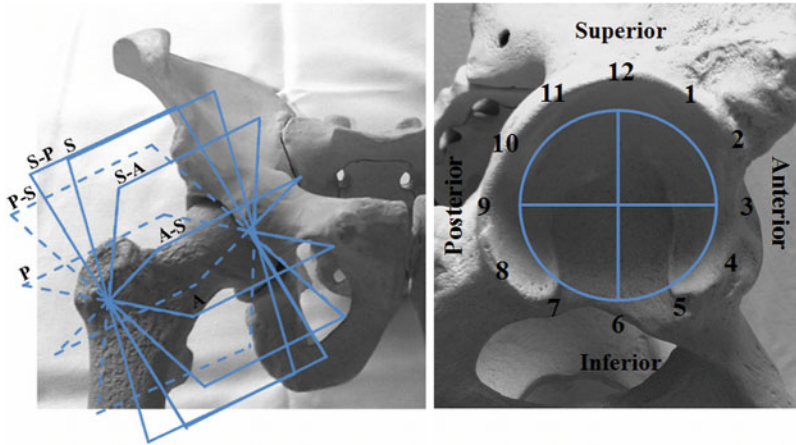 S-P
S
P-S
S-A
A-S
P
A
Superior
12
11
1
10
2
Posterior
9
3
Anterior
8
4
7
5
6
Inferior